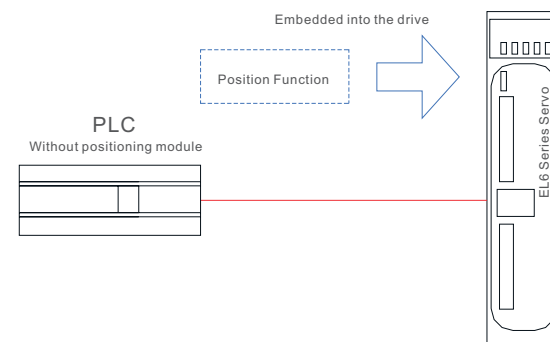 Embedded into the drive
Position Function
PLC
Without positioning module
EL6 Series Servo